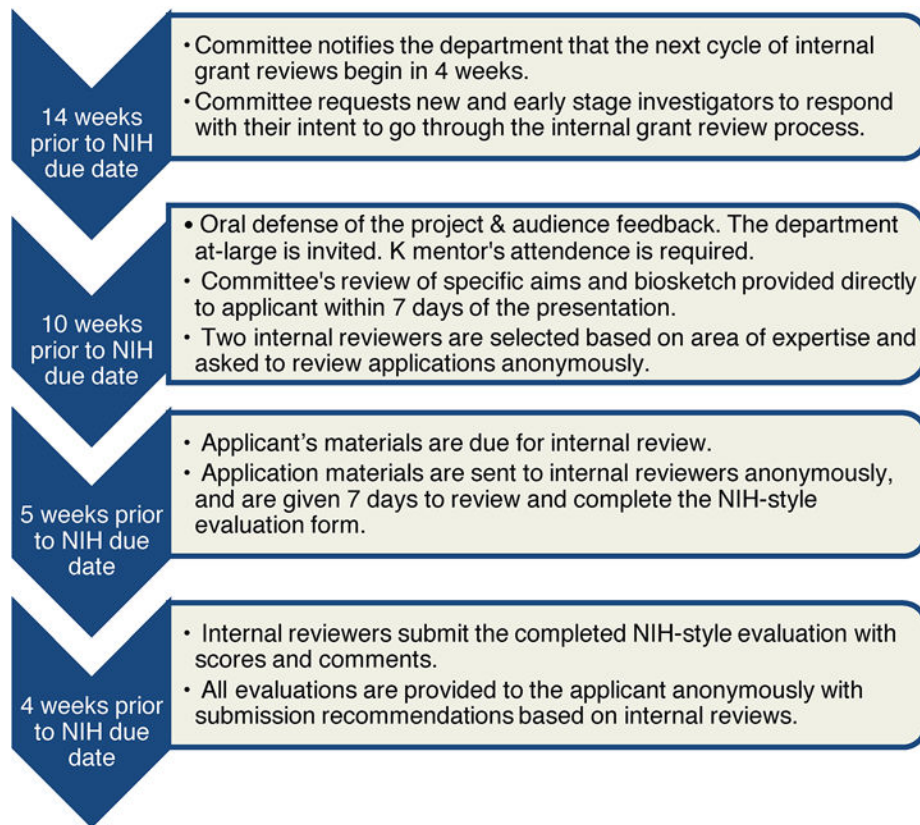 14 weeks
prior to NIH
due date
• Committee notifies the department that the next cycle of internal
grant reviews begin in 4 weeks.
• Committee requests new and early stage investigators to respond
with their intent to go through the internal grant review process.
10 weeks
prior to NIH
due date
• Oral defense of the project & audience feedback. The department
at-large is invited. K mentor's attendence is required.
• Committee's review of specific aims and biosketch provided directly
to applicant within 7 days of the presentation.
• Two internal reviewers are selected based on area of expertise and
asked to review applications anonymously.
5 weeks prior
to NIH due
date
• Applicant’s materials are due for internal review.
• Application materials are sent to internal reviewers anonymously,
and are given 7 days to review and complete the NIH-style
evaluation form.
4 weeks prior
to NIH due
date
• Internal reviewers submit the completed NIH-style evaluation with
scores and comments.
• All evaluations are provided to the applicant anonymously with
submission recommendations based on internal reviews.